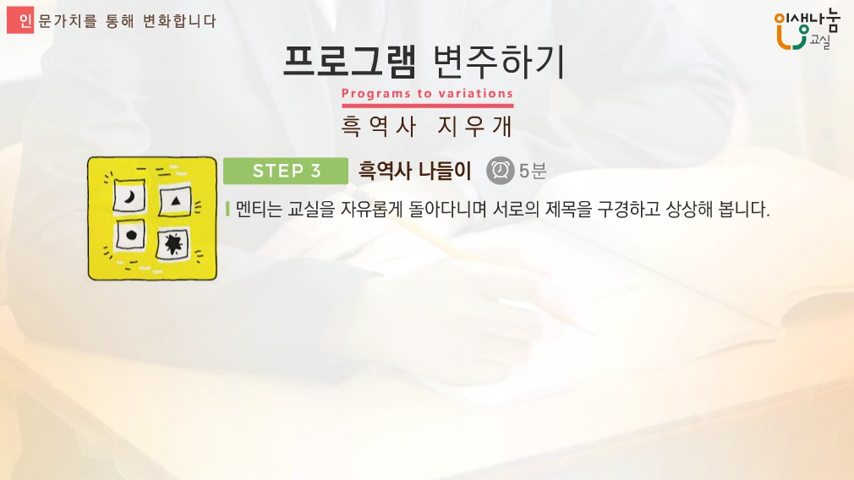 인문가치를 통해 변화합니다
인생나눔
교실
프로그램 변주하기
Programs to variations
흑역사 지우개
STEP 3 흑역사 나들이 5분
멘티는 교실을 자유롭게 돌아다니며 서로의 제목을 구경하고 상상해 봅니다.